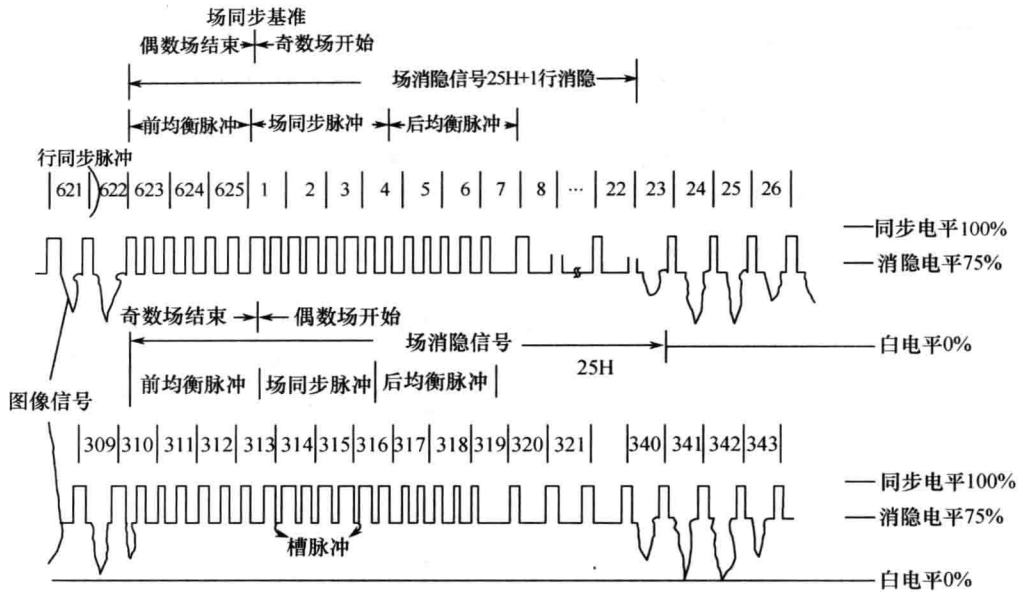 场同步基准
偶数场结束 奇数场开始
场消隐信号25H+1行消隐
前均衡脉冲 场同步脉冲 后均衡脉冲
行同步脉冲
621 622 623 624 625 1 2 3 4 5 6 7 8 … 22 23 24 25 26
同步电平100%
消隐电平75%
奇数场结束 偶数场开始
场消隐信号
白电平0%
25H
前均衡脉冲 场同步脉冲 后均衡脉冲
图像信号
309 310 311 312 313 314 315 316 317 318 319 320 321 340 341 342 343
同步电平100%
消隐电平75%
槽脉冲
白电平0%